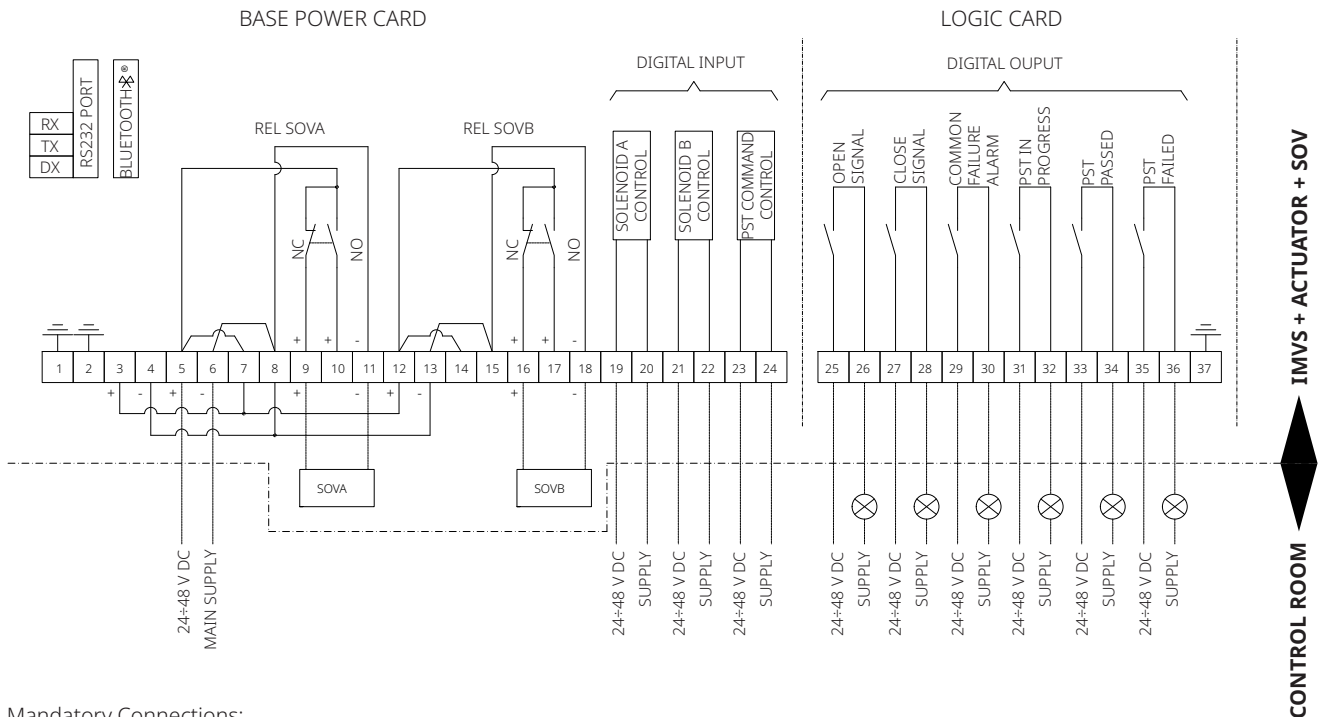 BASE POWER CARD
LOGIC CARD
DIGITAL INPUT
DIGITAL OUPUT
RX
TX
DX
RS232 PORT
BLUETOOTH®
REL SOVA
REL SOVB
SOLENOID A
CONTROL
SOLENOID B
CONTROL
PST COMMAND
CONTROL
OPEN
SIGNAL
CLOSE
SIGNAL
COMMON
FAILURE
ALARM
PST IN
PROGRESS
PST
PASSED
PST
FAILED
NC
NO
NC
NO
+ + - + + -
1 2 3 4 5 6 7 8 9 10 11 12 13 14 15 16 17 18 19 20 21 22 23 24 25 26 27 28 29 30 31 32 33 34 35 36 37
+ - + - + - + - + -
SOVA
SOVB
24÷48 V DC
MAIN SUPPLY
24÷48 V DC
SUPPLY
24÷48 V DC
SUPPLY
24÷48 V DC
SUPPLY
24÷48 V DC
SUPPLY
24÷48 V DC
SUPPLY
24÷48 V DC
SUPPLY
24÷48 V DC
SUPPLY
24÷48 V DC
SUPPLY
24÷48 V DC
SUPPLY
IMVS + ACTUATOR + SOV
CONTROL ROOM
Mandatory Connections: